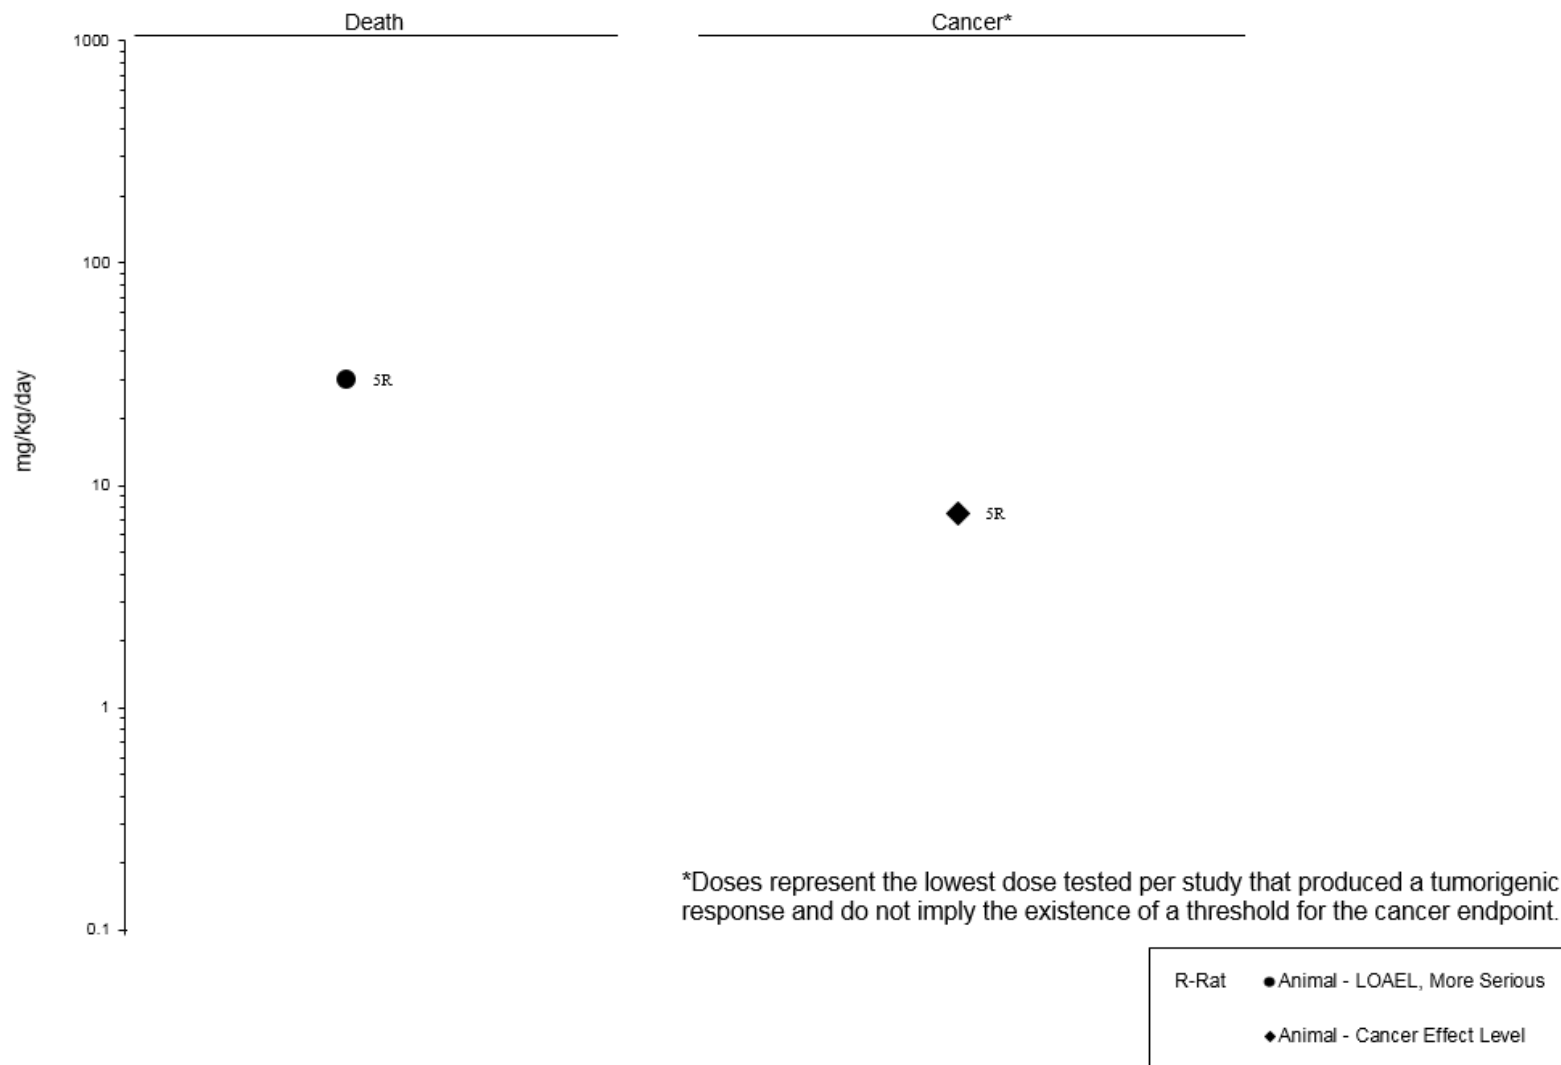 Death
Cancer*
1000
100
mg/kg/day
5R
10
5R
1
*Doses represent the lowest dose tested per study that produced a tumorigenic
response and do not imply the existence of a threshold for the cancer endpoint.
0.1
R-Rat
Animal - LOAEL, More Serious
Animal - Cancer Effect Level